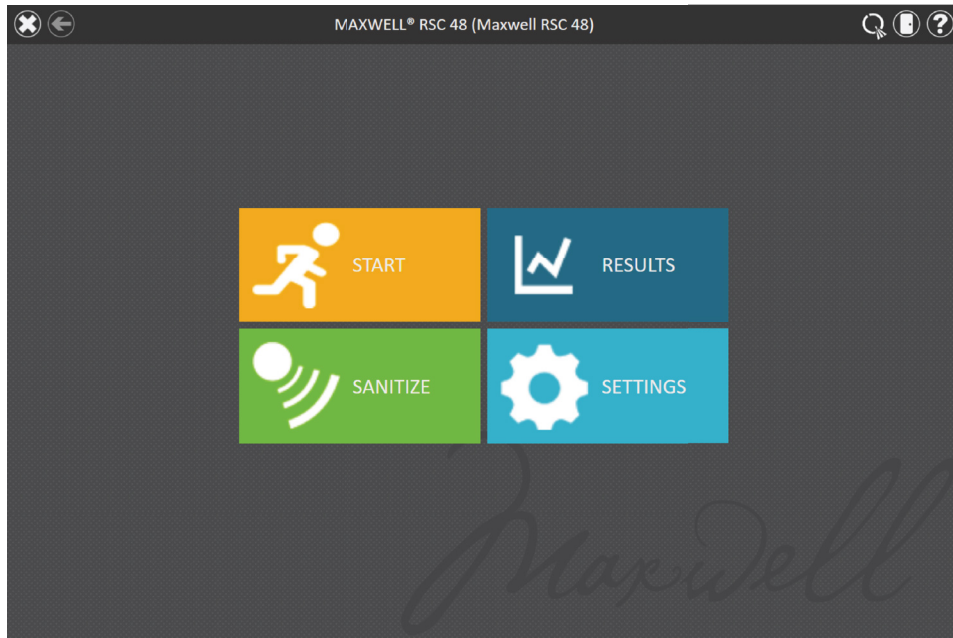 MAXWELL® RSC 48 (Maxwell RSC 48)
START
RESULTS
SANITIZE
SETTINGS
Maxwell